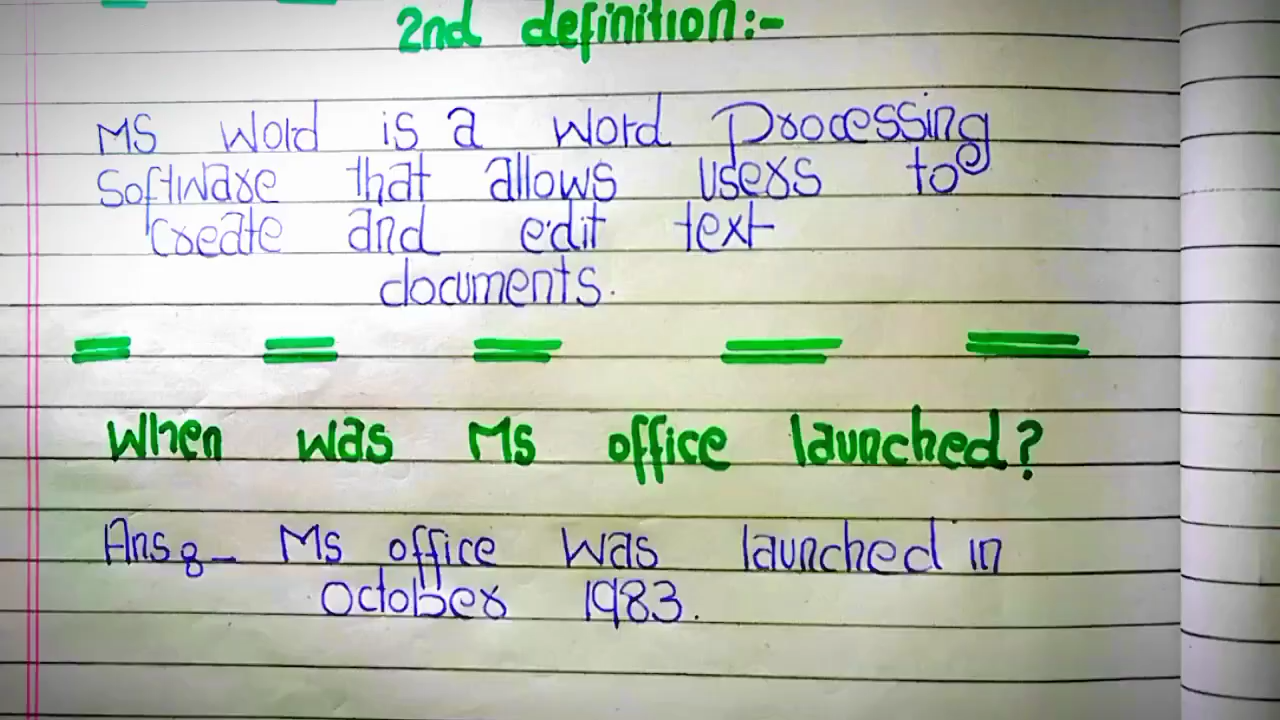 2nd definition:-
MS Word is a Word Processing
Software that allows users to
create and edit text
documents.
When was Ms office launched?
Ans:- Ms office was launched in
October 1983.